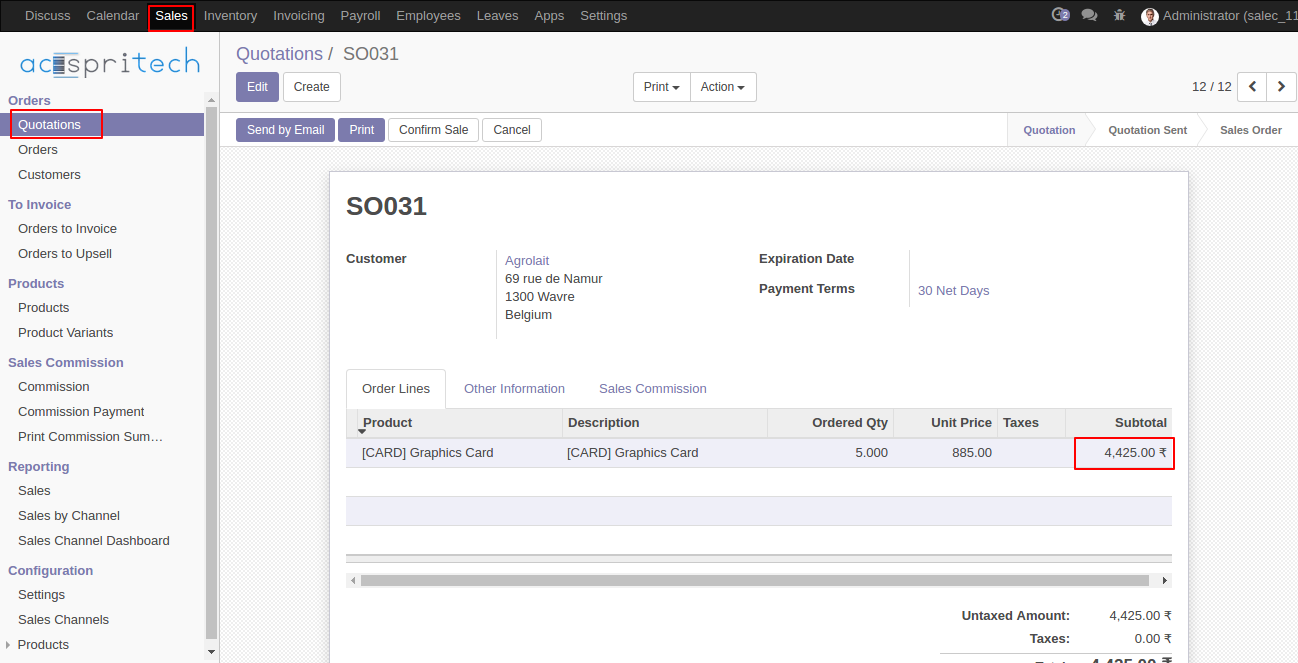 Discuss Calendar Sales Inventory Invoicing Payroll Employees Leaves Apps Settings 2 Administrator (salec_11
acespritech
Orders
Quotations
Orders
Customers
To Invoice
Orders to Invoice
Orders to Upsell
Products
Products
Product Variants
Sales Commission
Commission
Commission Payment
Print Commission Sum…
Reporting
Sales
Sales by Channel
Sales Channel Dashboard
Configuration
Settings
Sales Channels
Products
Quotations / SO031
Edit Create Print Action 12 / 12
Send by Email Print Confirm Sale Cancel Quotation Quotation Sent Sales Order
SO031
Customer
Agrolait
69 rue de Namur
1300 Wavre
Belgium
Expiration Date
Payment Terms 30 Net Days
Order Lines Other Information Sales Commission
Product Description Ordered Qty Unit Price Taxes Subtotal
[CARD] Graphics Card [CARD] Graphics Card 5.000 885.00 4,425.00 ₹
Untaxed Amount: 4,425.00 ₹
Taxes: 0.00 ₹
Total: 4,425.00 ₹